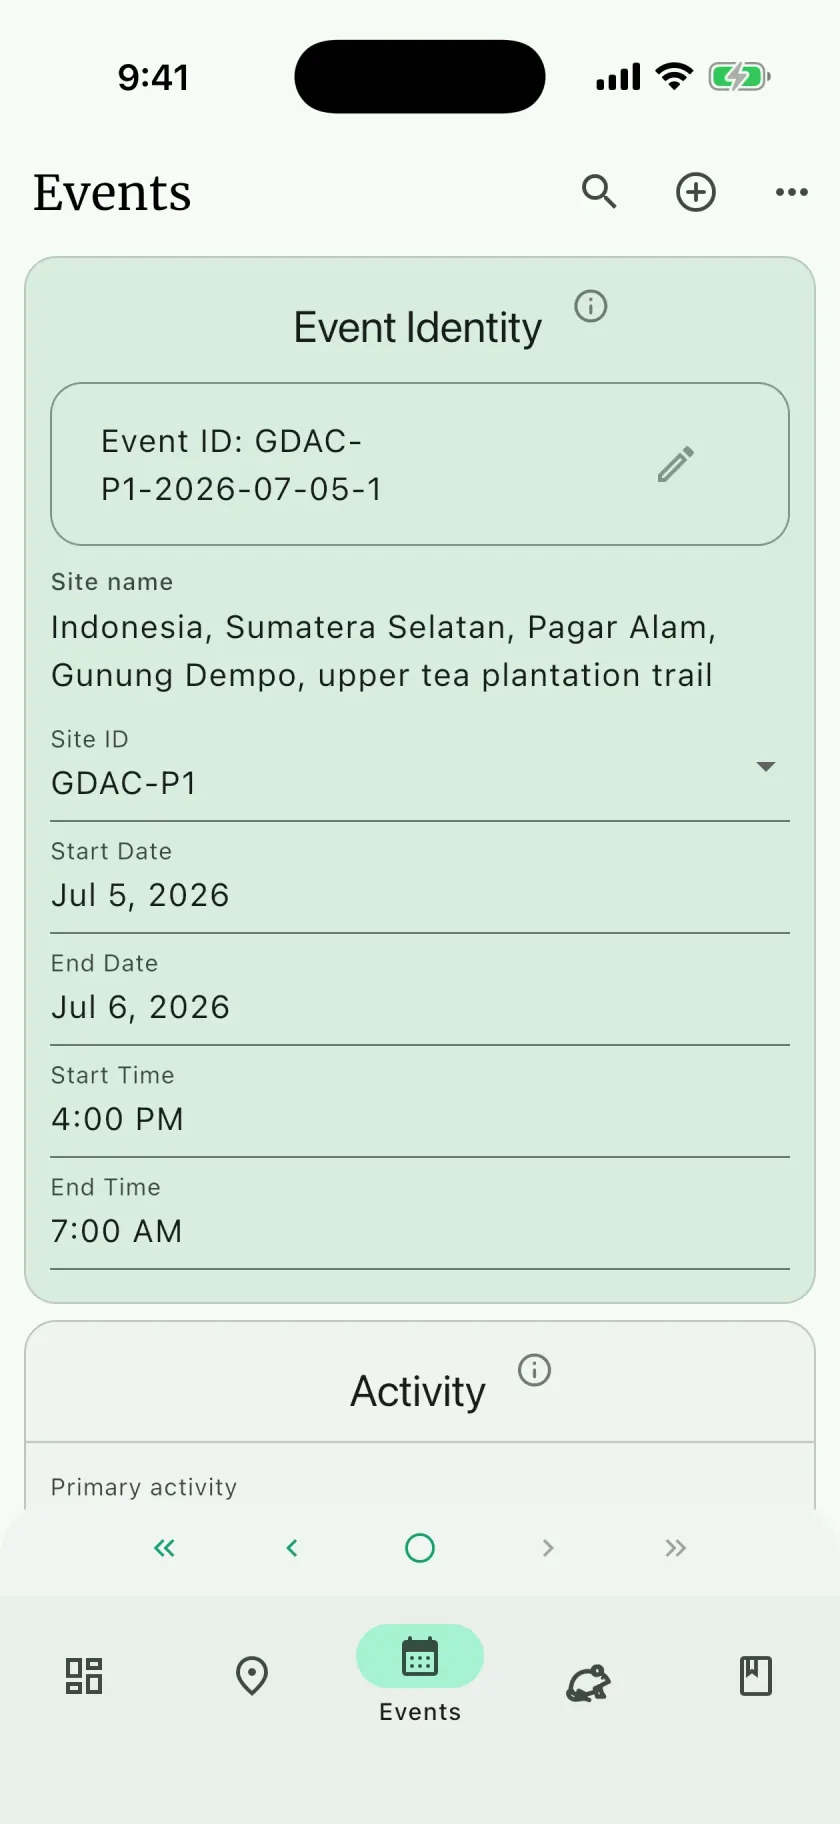 9:41
Events
Event Identity
Event ID: GDAC-
P1-2026-07-05-1
Site name
Indonesia, Sumatera Selatan, Pagar Alam,
Gunung Dempo, upper tea plantation trail
Site ID
GDAC-P1
Start Date
Jul 5, 2026
End Date
Jul 6, 2026
Start Time
4:00 PM
End Time
7:00 AM
Activity
Primary activity
Events